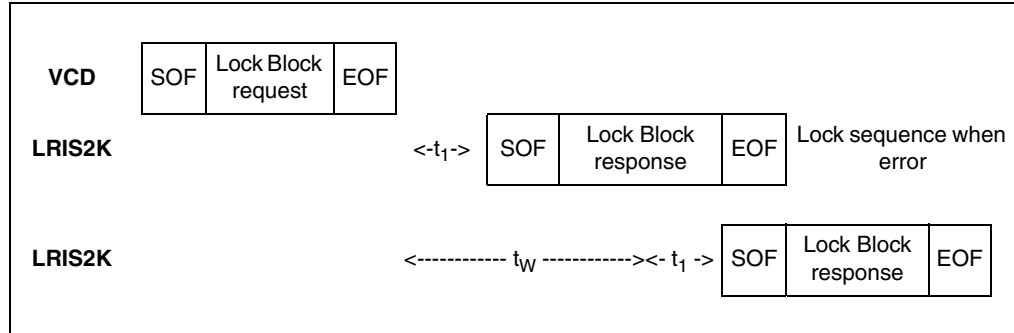 VCD SOF Lock Block request EOF
LRIS2K <-t1-> SOF Lock Block response EOF Lock sequence when error
LRIS2K <------------ tW ------------><- t1 -> SOF Lock Block response EOF